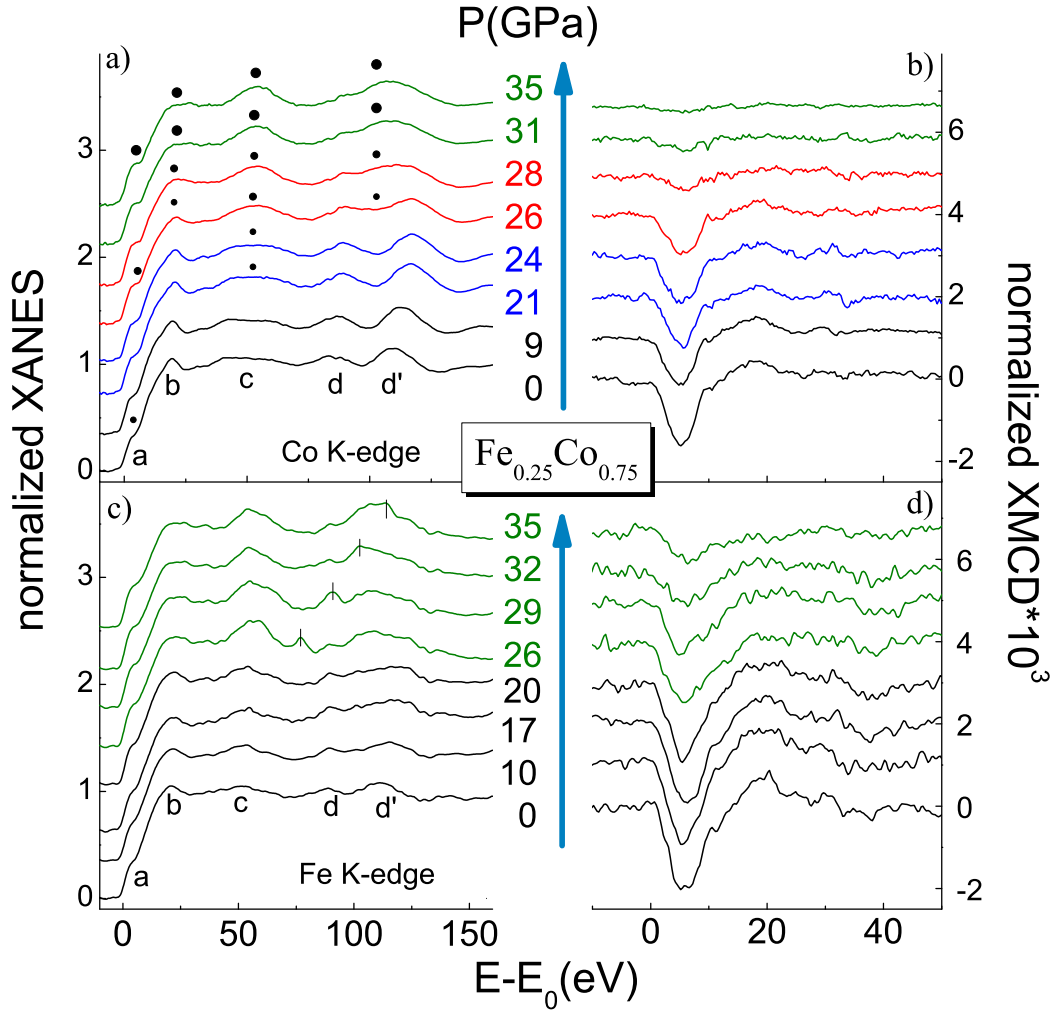 P(GPa)
a)
b)
35
31
28
26
24
21
9
0
3
2
1
0
6
4
2
0
-2
a
b
c
d
d'
Co K-edge
Fe0.25Co0.75
normalized XANES
normalized XMCD*10^3
c)
d)
35
32
29
26
20
17
10
0
3
2
1
0
6
4
2
0
-2
a
b
c
d
d'
Fe K-edge
0 50 100 150
0 20 40
E-E0(eV)